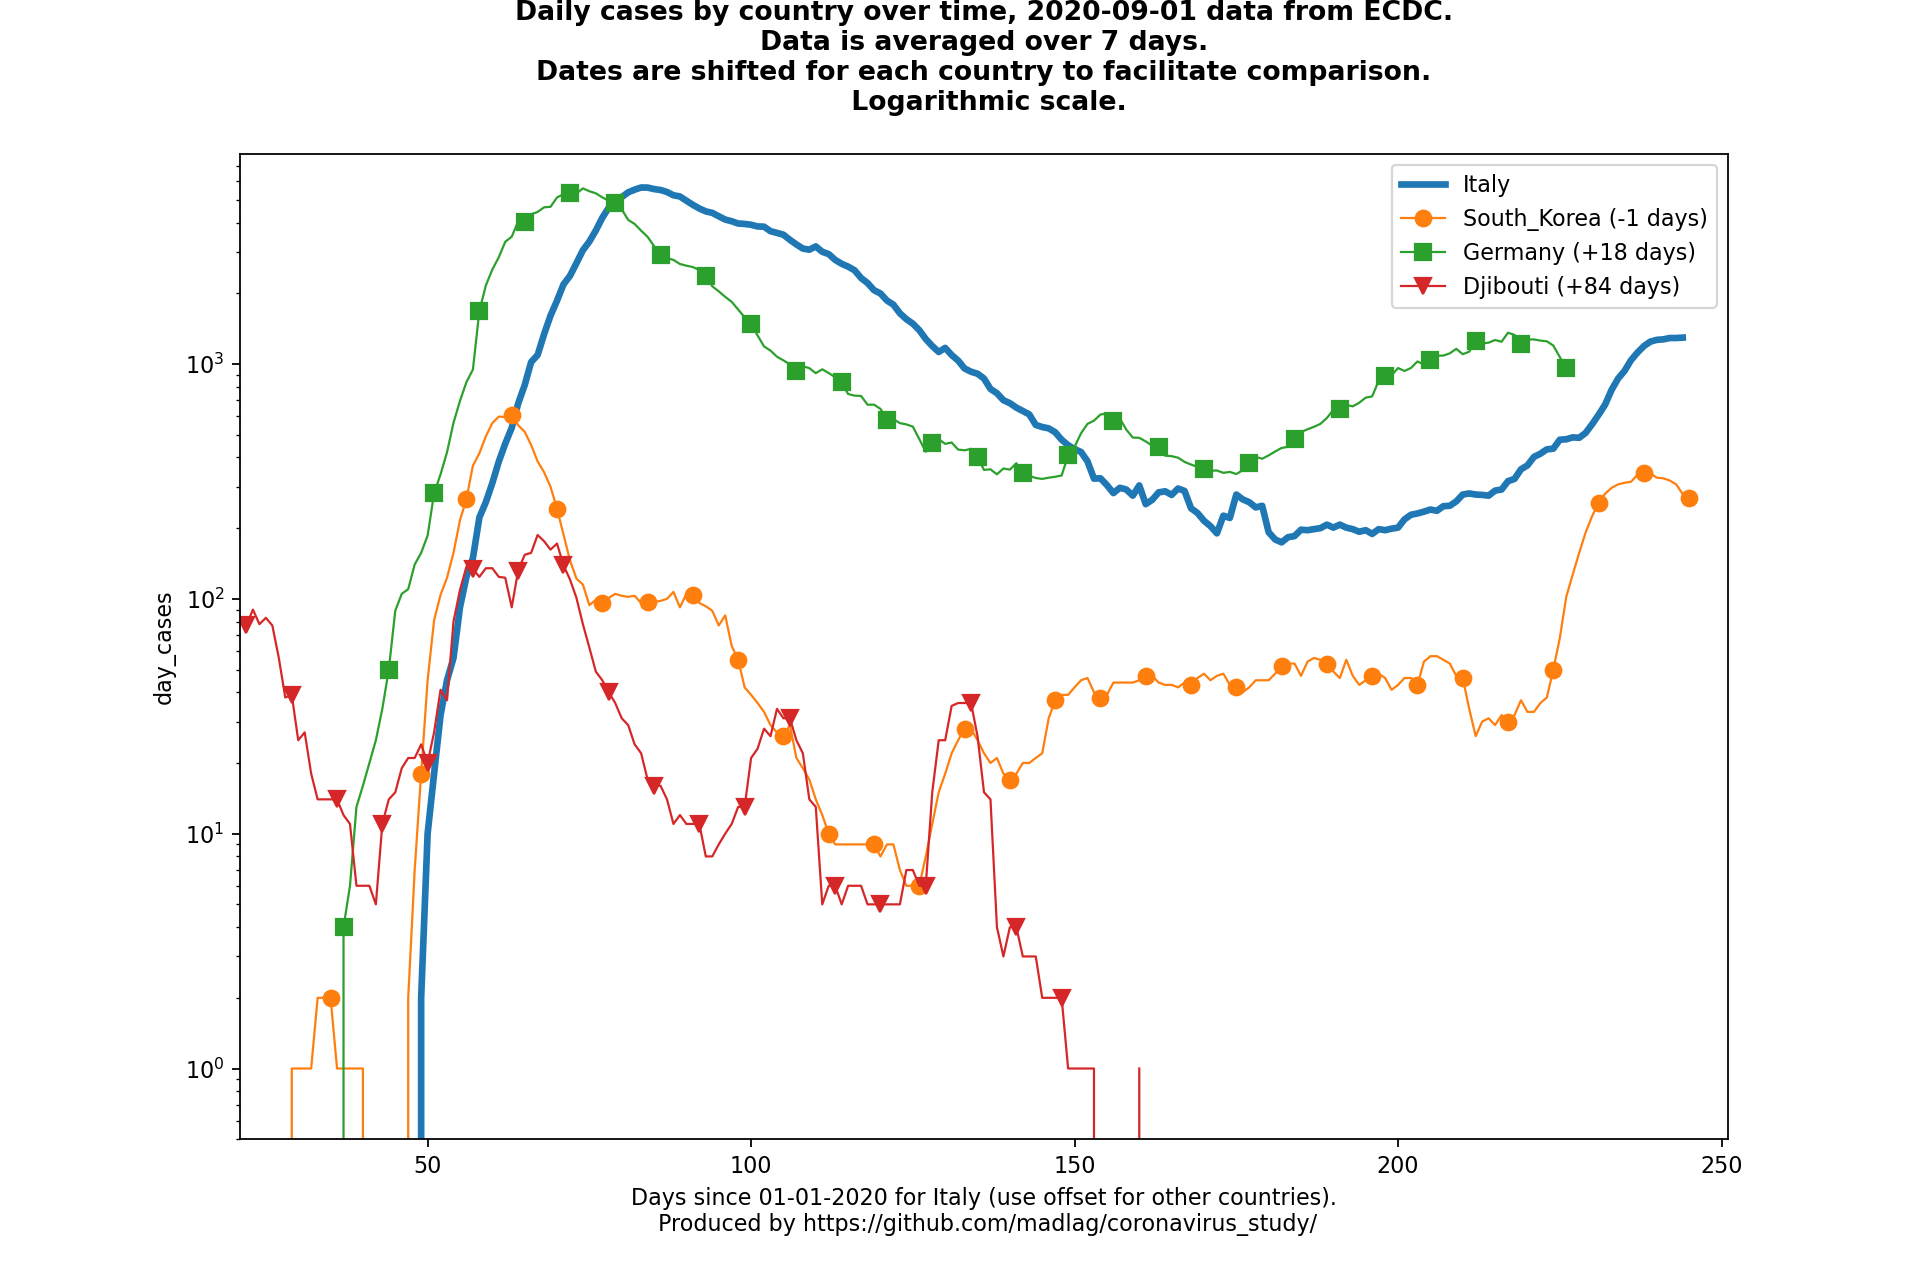 Daily cases by country over time, 2020-09-01 data from ECDC.
Data is averaged over 7 days.
Dates are shifted for each country to facilitate comparison.
Logarithmic scale.
Italy
South_Korea (-1 days)
Germany (+18 days)
Djibouti (+84 days)
10³
10²
10¹
10⁰
day_cases
50
100
150
200
250
Days since 01-01-2020 for Italy (use offset for other countries).
Produced by https://github.com/madlag/coronavirus_study/